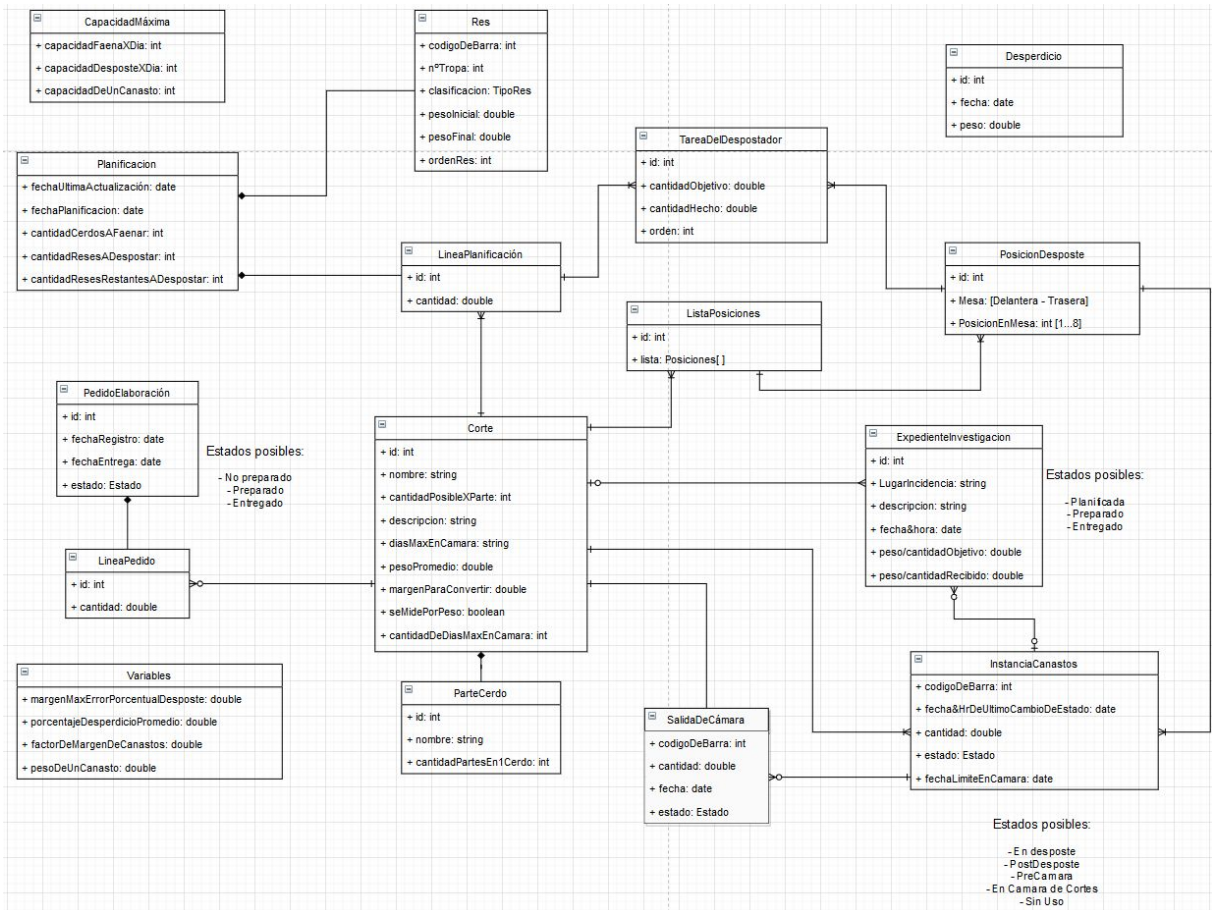 CapacidadMáxima
+ capacidadFaenaXDia: int
+ capacidadDesposteXDia: int
+ capacidadDeUnCanasto: int
Res
+ codigoDeBarra: int
+ nºTropa: int
+ clasificacion: TipoRes
+ pesoInicial: double
+ pesoFinal: double
+ ordenRes: int
Desperdicio
+ id: int
+ fecha: date
+ peso: double
TareaDelDespostador
+ id: int
+ cantidadObjetivo: double
+ cantidadHecho: double
+ orden: int
Planificacion
+ fechaUltimaActualización: date
+ fechaPlanificacion: date
+ cantidadCerdosAFaenar: int
+ cantidadResesADespostar: int
+ cantidadResesRestantesADespostar: int
LineaPlanificación
+ id: int
+ cantidad: double
PosicionDesposte
+ id: int
+ Mesa: [Delantera - Trasera]
+ PosicionEnMesa: int [1...8]
ListaPosiciones
+ id: int
+ lista: Posiciones[ ]
PedidoElaboración
+ id: int
+ fechaRegistro: date
+ fechaEntrega: date
+ estado: Estado
Estados posibles:
- No preparado
- Preparado
- Entregado
Corte
+ id: int
+ nombre: string
+ cantidadPosibleXParte: int
+ descripcion: string
+ diasMaxEnCamara: string
+ pesoPromedio: double
+ margenParaConvertir: double
+ seMidePorPeso: boolean
+ cantidadDeDiasMaxEnCamara: int
ExpedienteInvestigacion
+ id: int
+ LugarIncidencia: string
+ descripcion: string
+ fecha&hora: date
+ peso/cantidadObjetivo: double
+ peso/cantidadRecibido: double
Estados posibles:
- Planificada
- Preparado
- Entregado
LineaPedido
+ id: int
+ cantidad: double
Variables
+ margenMaxErrorPorcentualDesposte: double
+ porcentajeDesperdicioPromedio: double
+ factorDeMargenDeCanastos: double
+ pesoDeUnCanasto: double
ParteCerdo
+ id: int
+ nombre: string
+ cantidadPartesEn1Cerdo: int
SalidaDeCámara
+ codigoDeBarra: int
+ cantidad: double
+ fecha: date
+ estado: Estado
InstanciaCanastos
+ codigoDeBarra: int
+ fecha&HrDeUltimoCambioDeEstado: date
+ cantidad: double
+ estado: Estado
+ fechaLimiteEnCamara: date
Estados posibles:
- En desposte
- PostDesposte
- PreCamara
- En Camara de Cortes
- Sin Uso